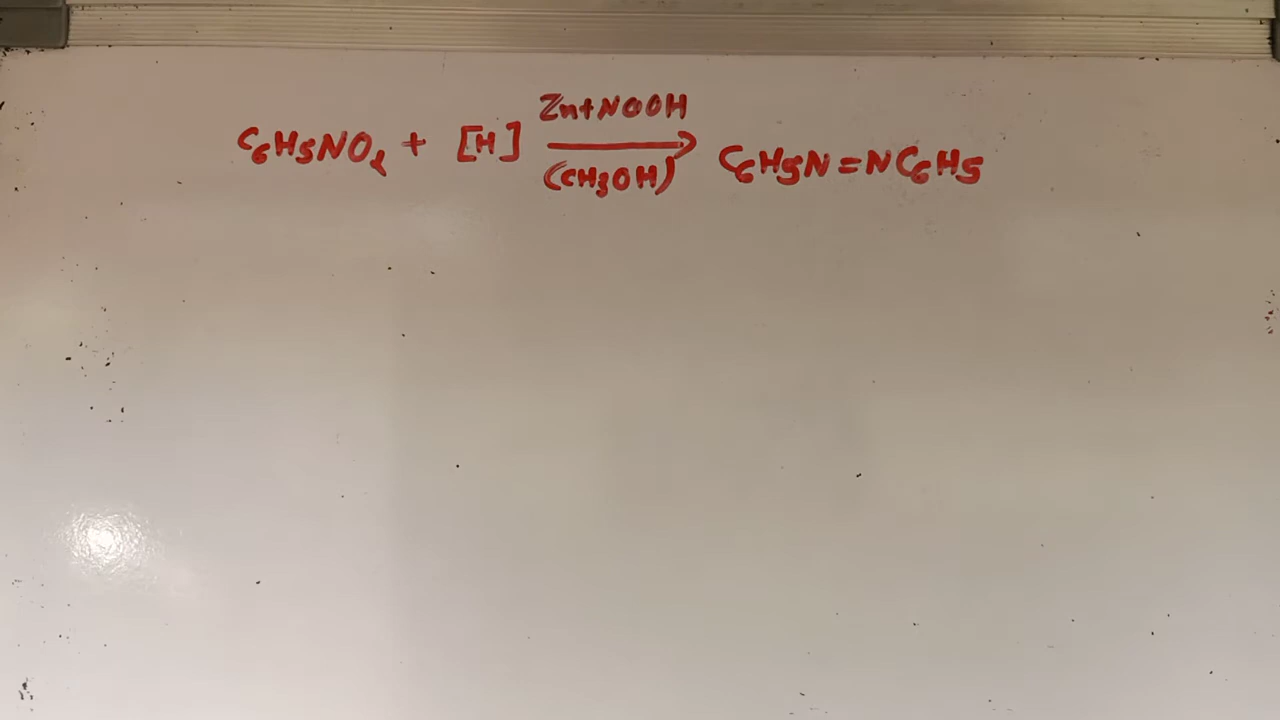 C6H5NO2 + [H] Zn+NaOH (CH3OH) → C6H5N=NC6H5